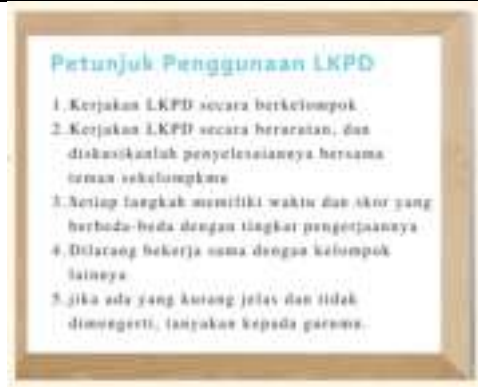 Petunjuk Penggunaan LKPD
1. Kerjakan LKPD secara berkelompok
2. Kerjakan LKPD secara beraratan, dan
diskusikanlah penyelesaiannya bersama
teman sekelompkmu
3. Setiap langkah memiliki waktu dan skor yang
berbeda-beda dengan tingkat pengerjaannya
4. Dilarang bekerja sama dengan kelompok
lainnya
5. jika ada yang kurang jelas dan tidak
dimengerti, tanyakan kepada gurumu.